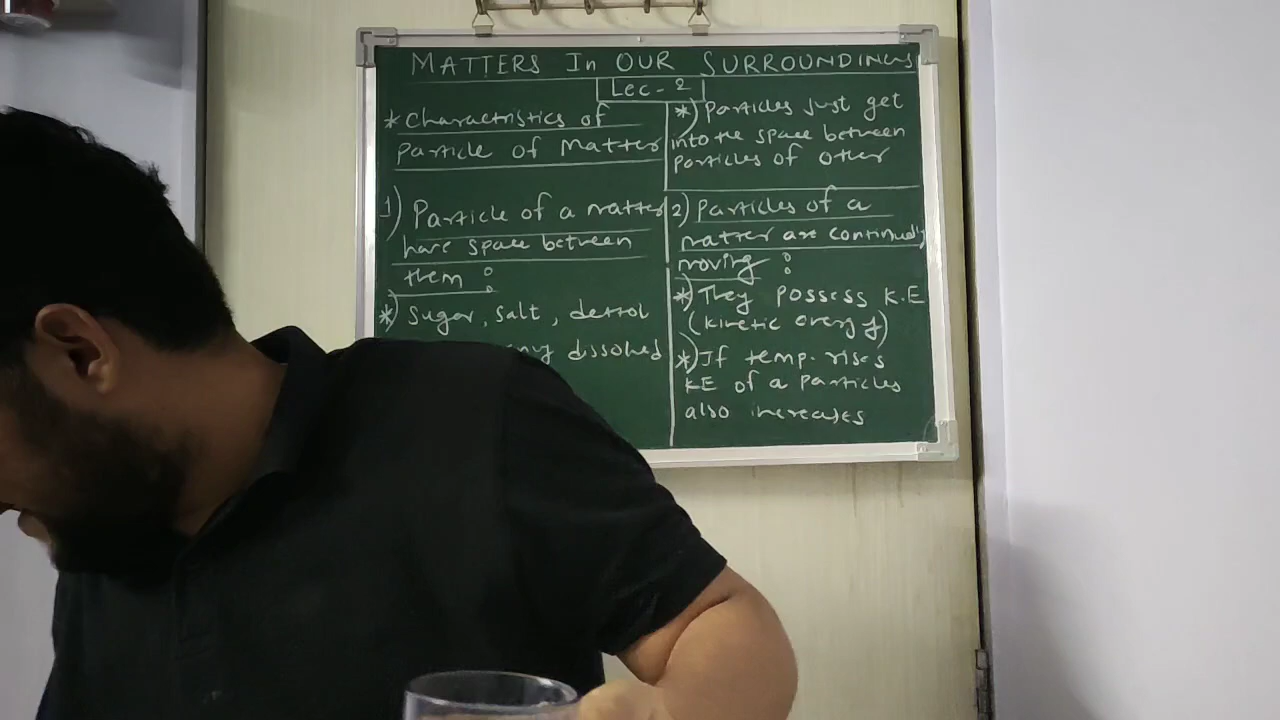 MATTERS In OUR SURROUNDINGS
Lec-2
* Characteristics of
Particle of Matter
1) Particle of a matter
have space between
them :
*) Sugar, salt, dettol
dissolved
*) Particles just get
into the space between
particles of other
2) Particles of a
matter are continually
moving :
*) They possess K.E
(kinetic energy)
*) If temp. rises
KE of a particles
also increases